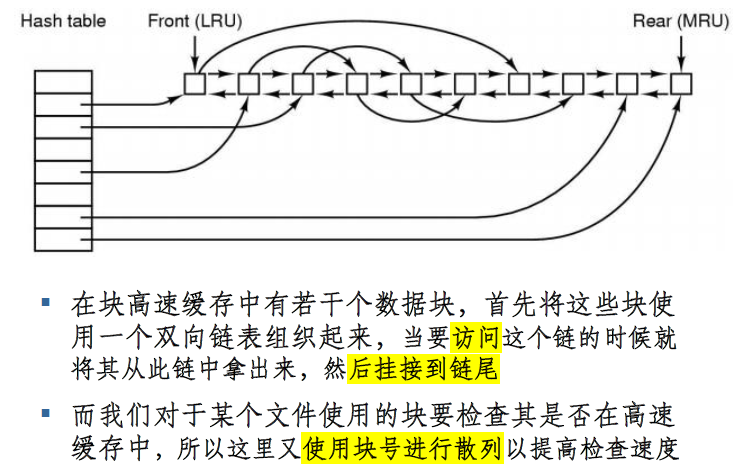 Hash table
Front (LRU)
Rear (MRU)
在块高速缓存中有若干个数据块，首先将这些块使
用一个双向链表组织起来，当要访问这个链的时候就
将其从此链中拿出来，然后挂接到链尾
而我们对于某个文件使用的块要检查其是否在高速
缓存中，所以这里又使用块号进行散列以提高检查速度